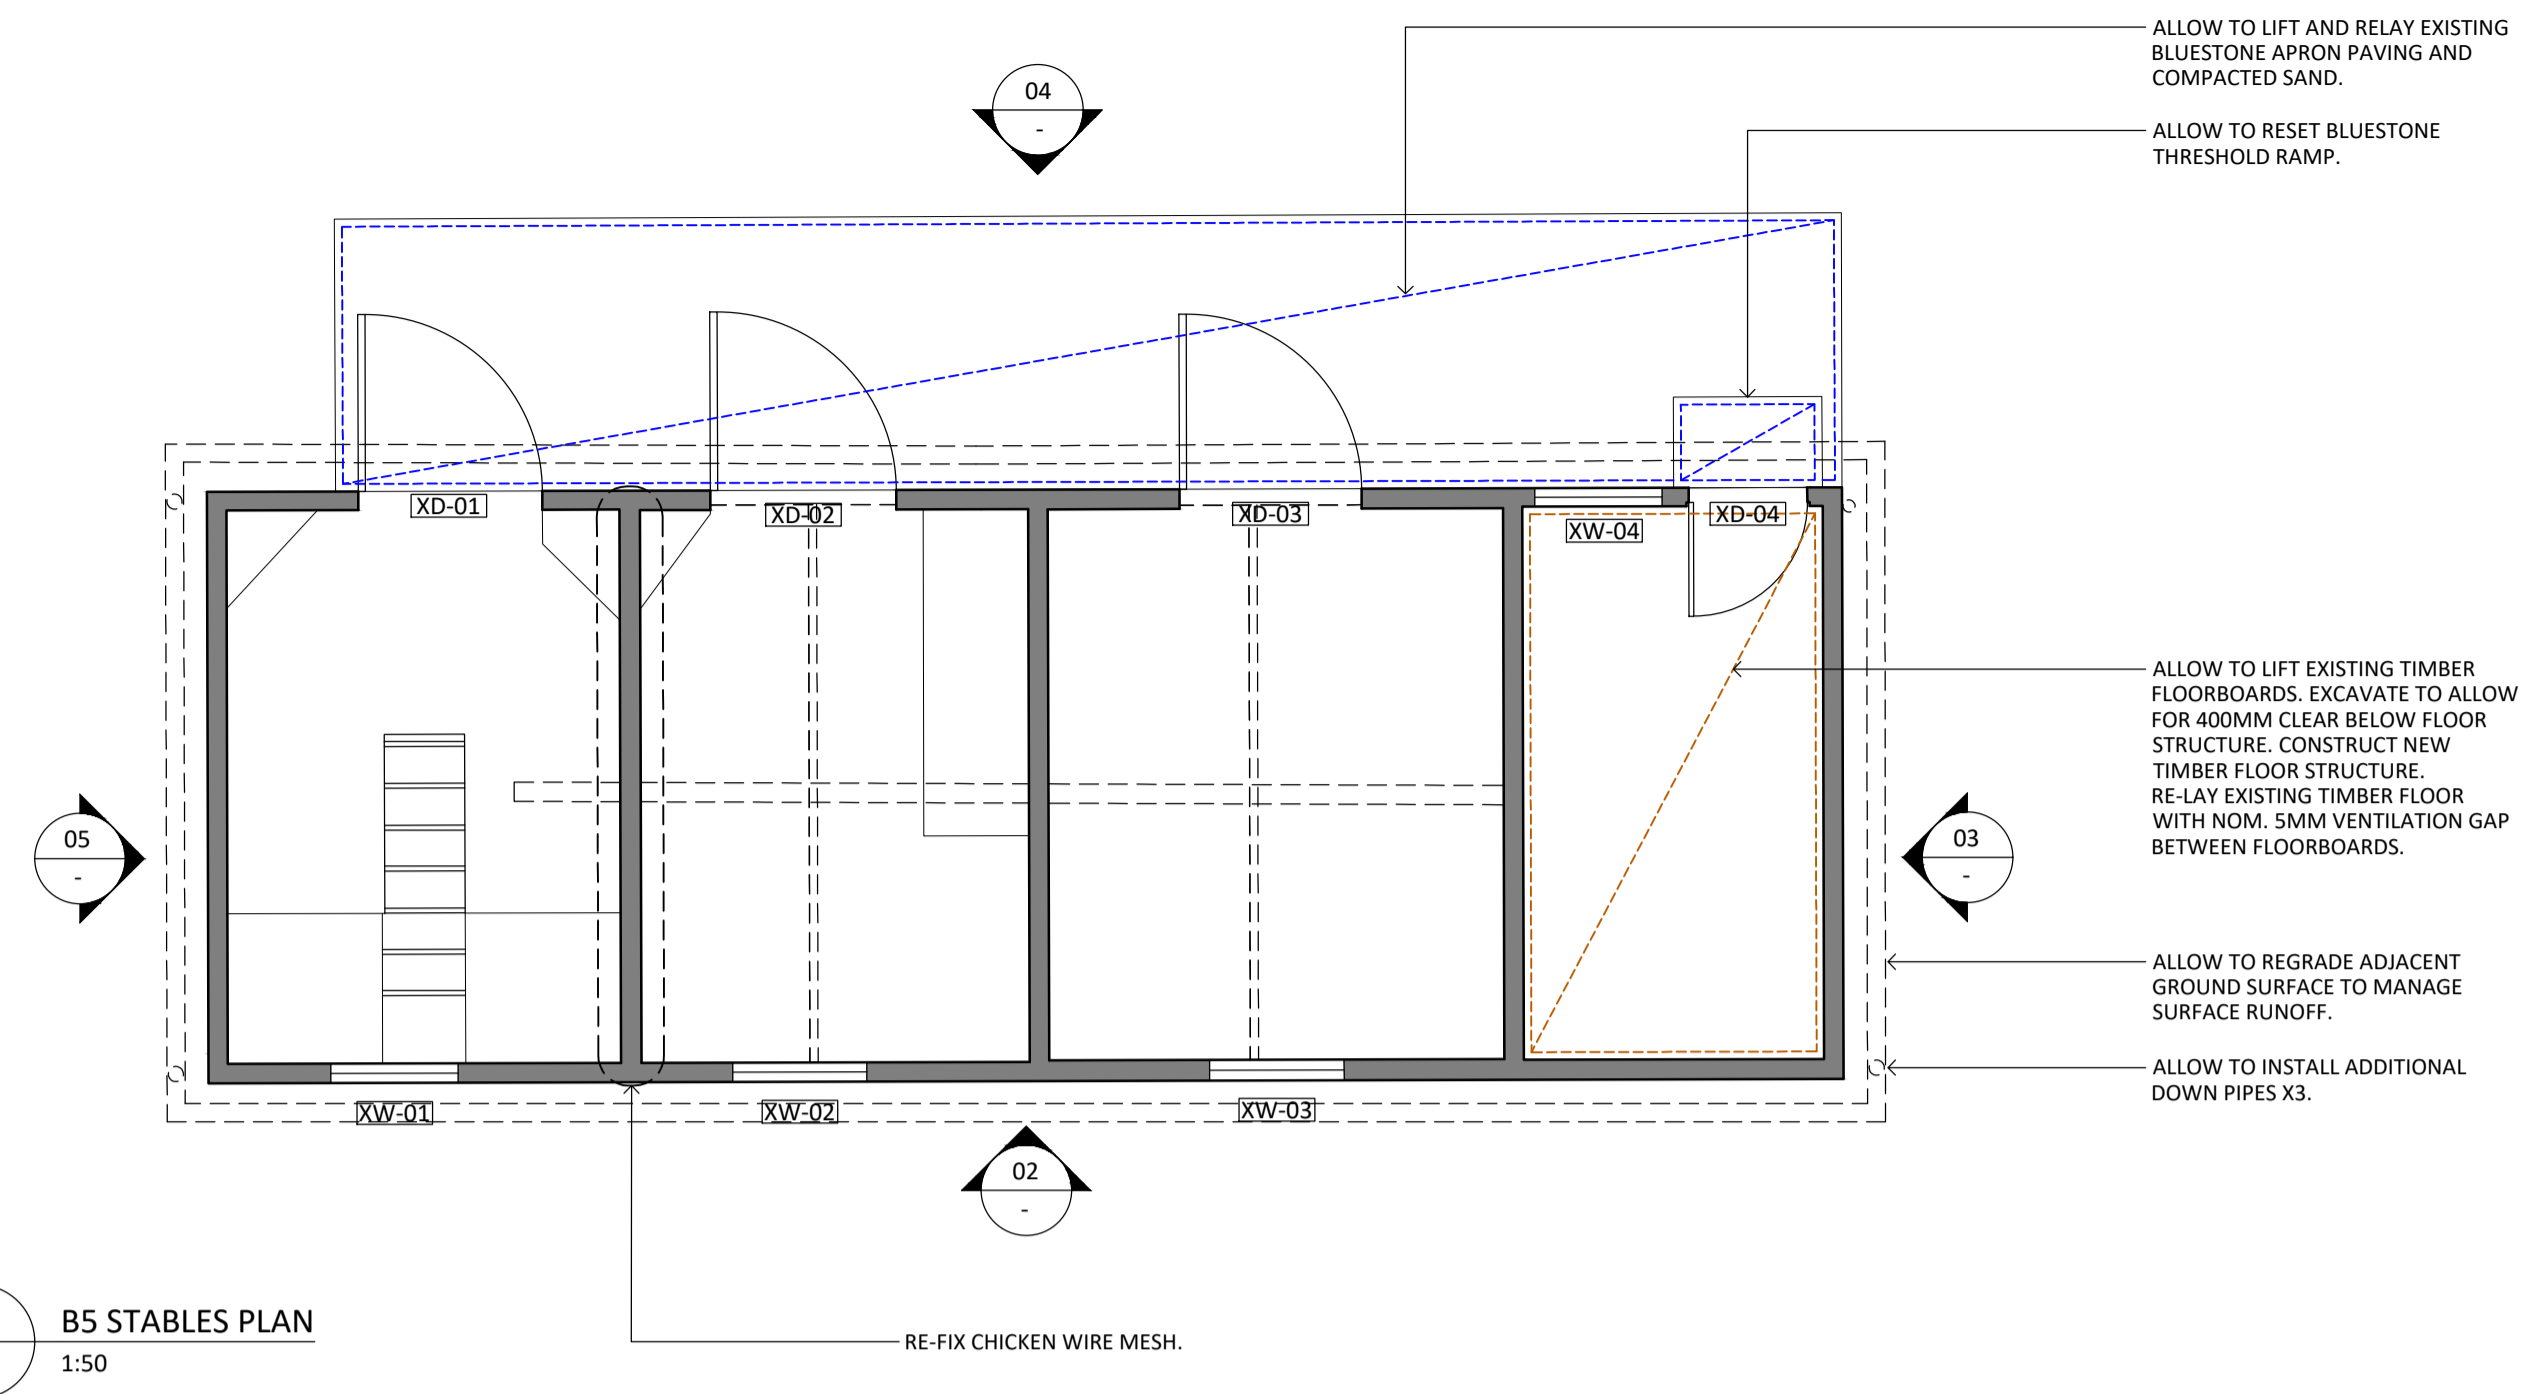 ALLOW TO LIFT AND RELAY EXISTING
BLUESTONE APRON PAVING AND
COMPACTED SAND.
04
-
ALLOW TO RESET BLUESTONE
THRESHOLD RAMP.
XD-01
XD-02
XD-03
XW-04
XD-04
ALLOW TO LIFT EXISTING TIMBER
FLOORBOARDS. EXCAVATE TO ALLOW
FOR 400MM CLEAR BELOW FLOOR
STRUCTURE. CONSTRUCT NEW
TIMBER FLOOR STRUCTURE.
RE-LAY EXISTING TIMBER FLOOR
WITH NOM. 5MM VENTILATION GAP
BETWEEN FLOORBOARDS.
05
-
03
-
ALLOW TO REGRADE ADJACENT
GROUND SURFACE TO MANAGE
SURFACE RUNOFF.
ALLOW TO INSTALL ADDITIONAL
DOWN PIPES X3.
XW-01
XW-02
XW-03
02
-
B5 STABLES PLAN
1:50
RE-FIX CHICKEN WIRE MESH.